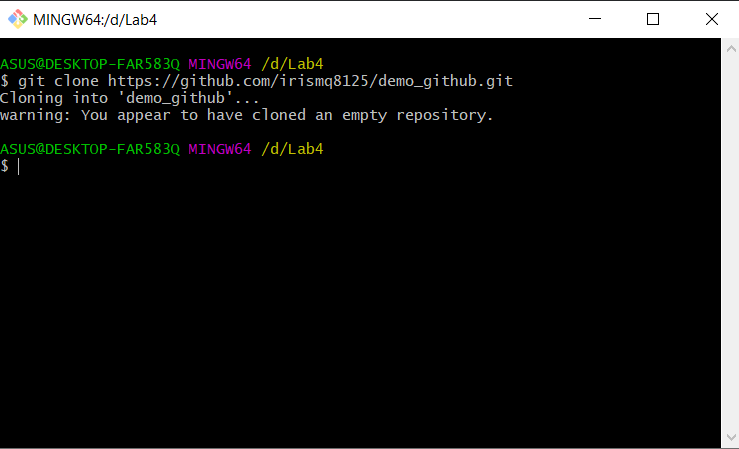 MINGW64:/d/Lab4
ASUS@DESKTOP-FAR583Q MINGW64 /d/Lab4
$ git clone https://github.com/irismq8125/demo_github.git
Cloning into 'demo_github'...
warning: You appear to have cloned an empty repository.
ASUS@DESKTOP-FAR583Q MINGW64 /d/Lab4
$